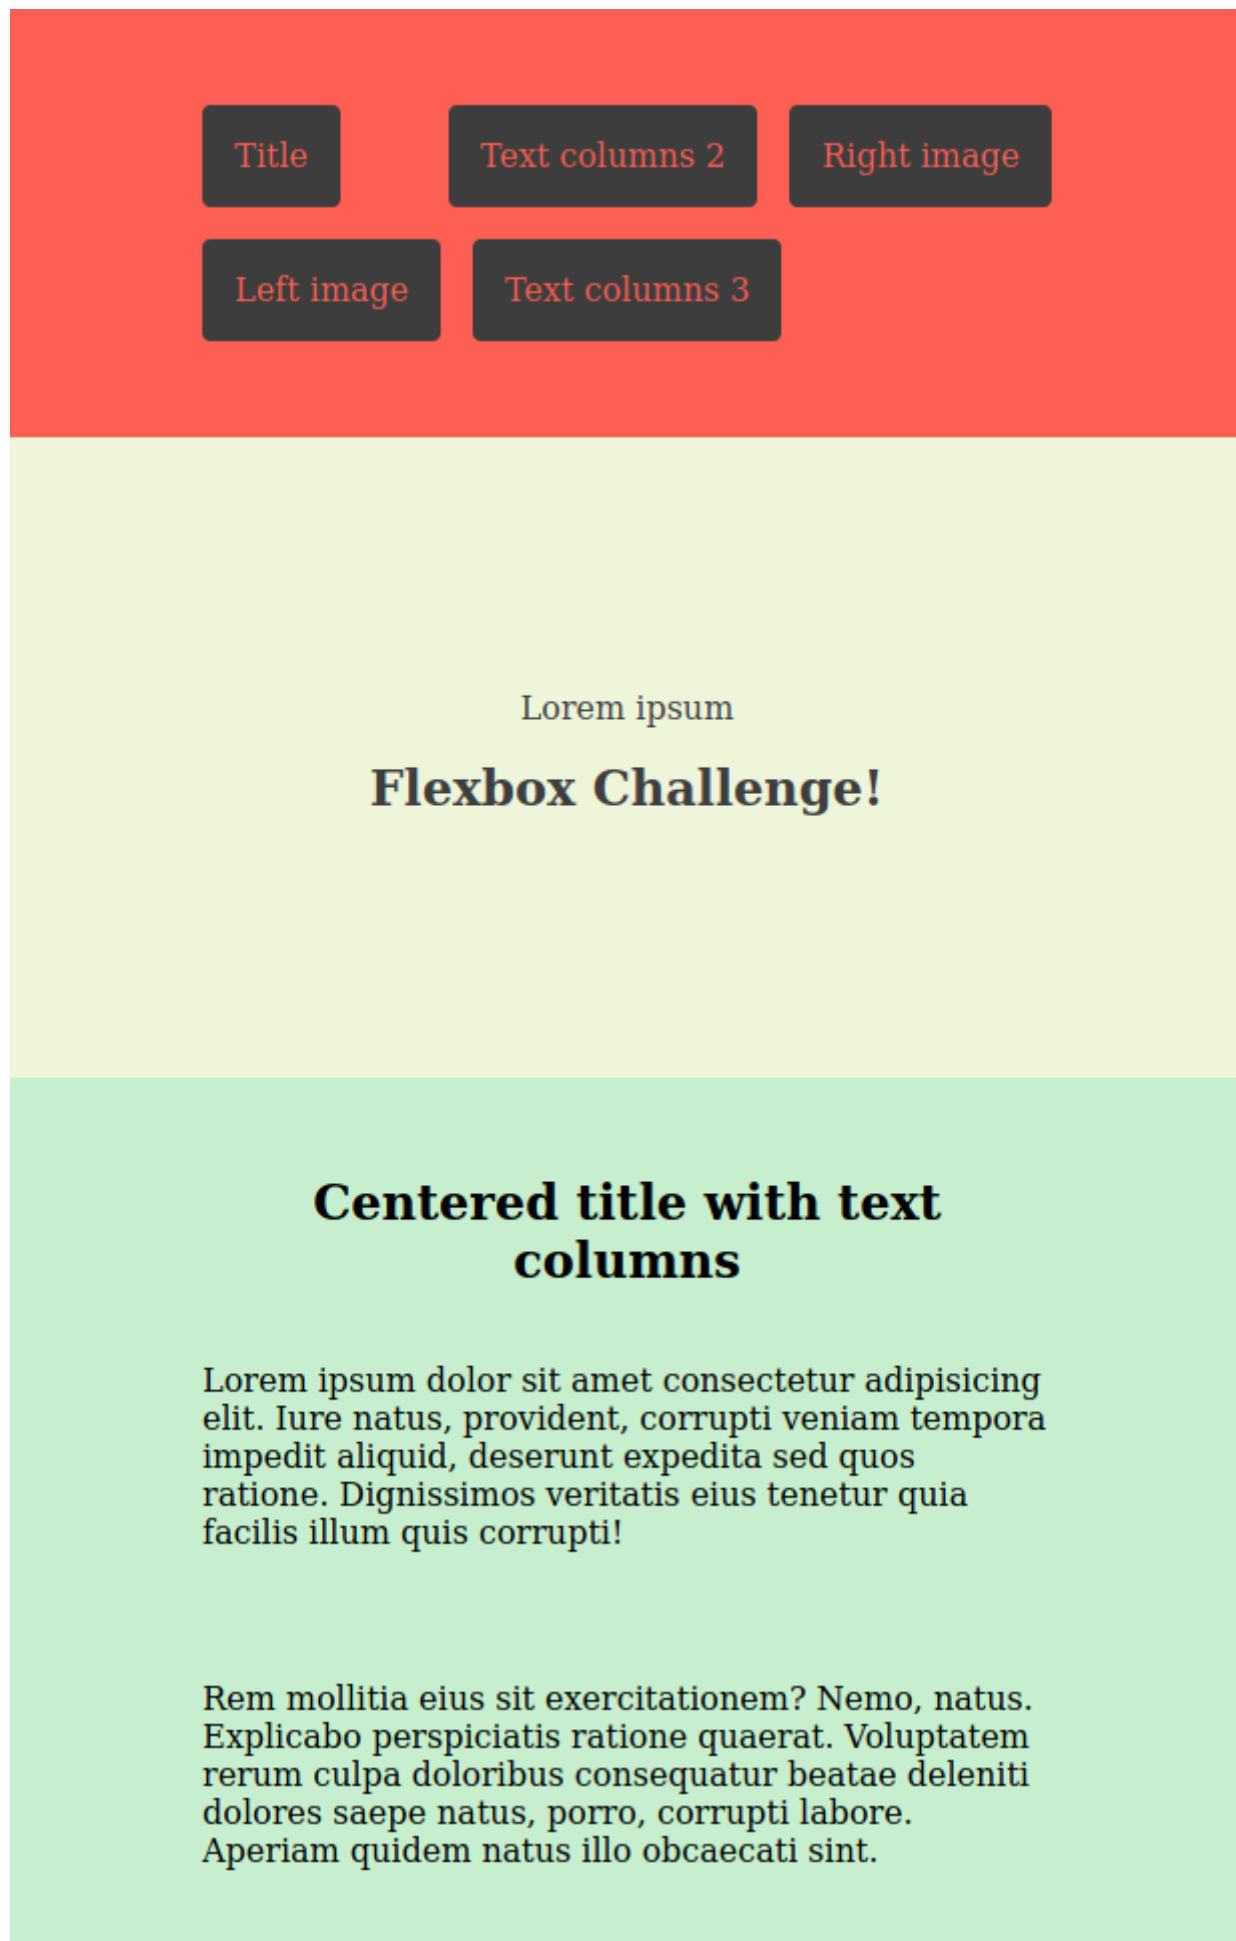 Title
Text columns 2
Right image
Left image
Text columns 3
Lorem ipsum
Flexbox Challenge!
Centered title with text
columns
Lorem ipsum dolor sit amet consectetur adipisicing
elit. Iure natus, provident, corrupti veniam tempora
impedit aliquid, deserunt expedita sed quos
ratione. Dignissimos veritatis eius tenetur quia
facilis illum quis corrupti!
Rem mollitia eius sit exercitationem? Nemo, natus.
Explicabo perspiciatis ratione quaerat. Voluptatem
rerum culpa doloribus consequatur beatae deleniti
dolores saepe natus, porro, corrupti labore.
Aperiam quidem natus illo obcaecati sint.